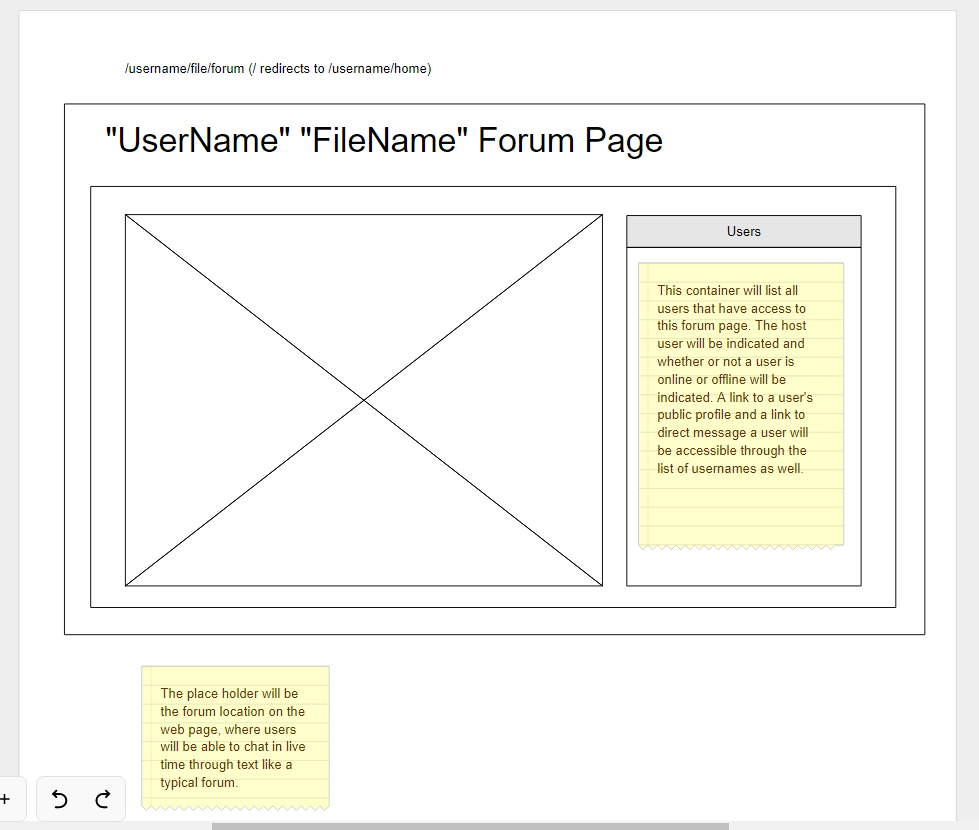 /username/file/forum (// redirects to /username/home)
"UserName" "FileName" Forum Page
Users
This container will list all
users that have access to
this forum page. The host
user will be indicated and
whether or not a user is
online or offline will be
indicated. A link to a user's
public profile and a link to
direct message a user will
be accessible through the
list of usernames as well.
The place holder will be
the forum location on the
web page, where users
will be able to chat in live
time through text like a
typical forum.